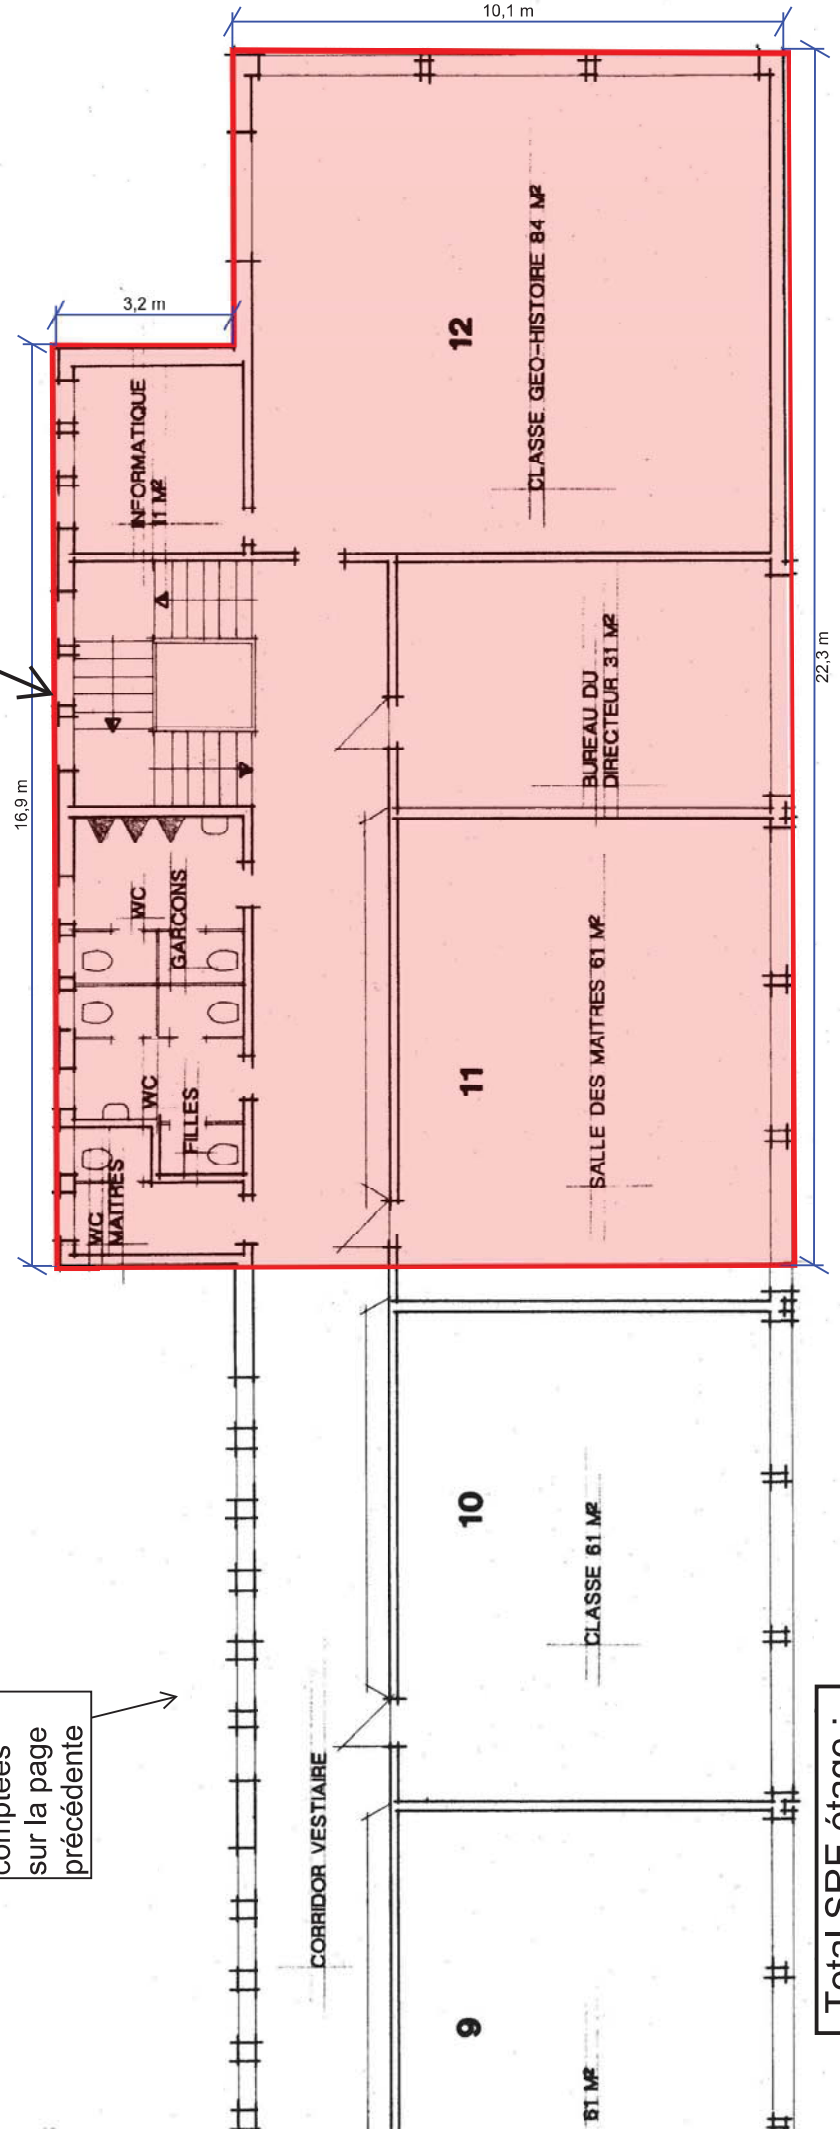 10,1 m
3,2 m
12
CLASSE GEO-HISTOIRE 84 M²
INFORMATIQUE
11 M²
BUREAU DU
DIRECTEUR 31 M²
22,3 m
16,9 m
WC
GARCONS
SALLE DES MAITRES 61 M²
11
WC
FILLES
WC
MAITRES
10
CLASSE 61 M²
comptées
sur la page
précédente
CORRIDOR VESTIAIRE
Total SRE étage :
9
61 M²